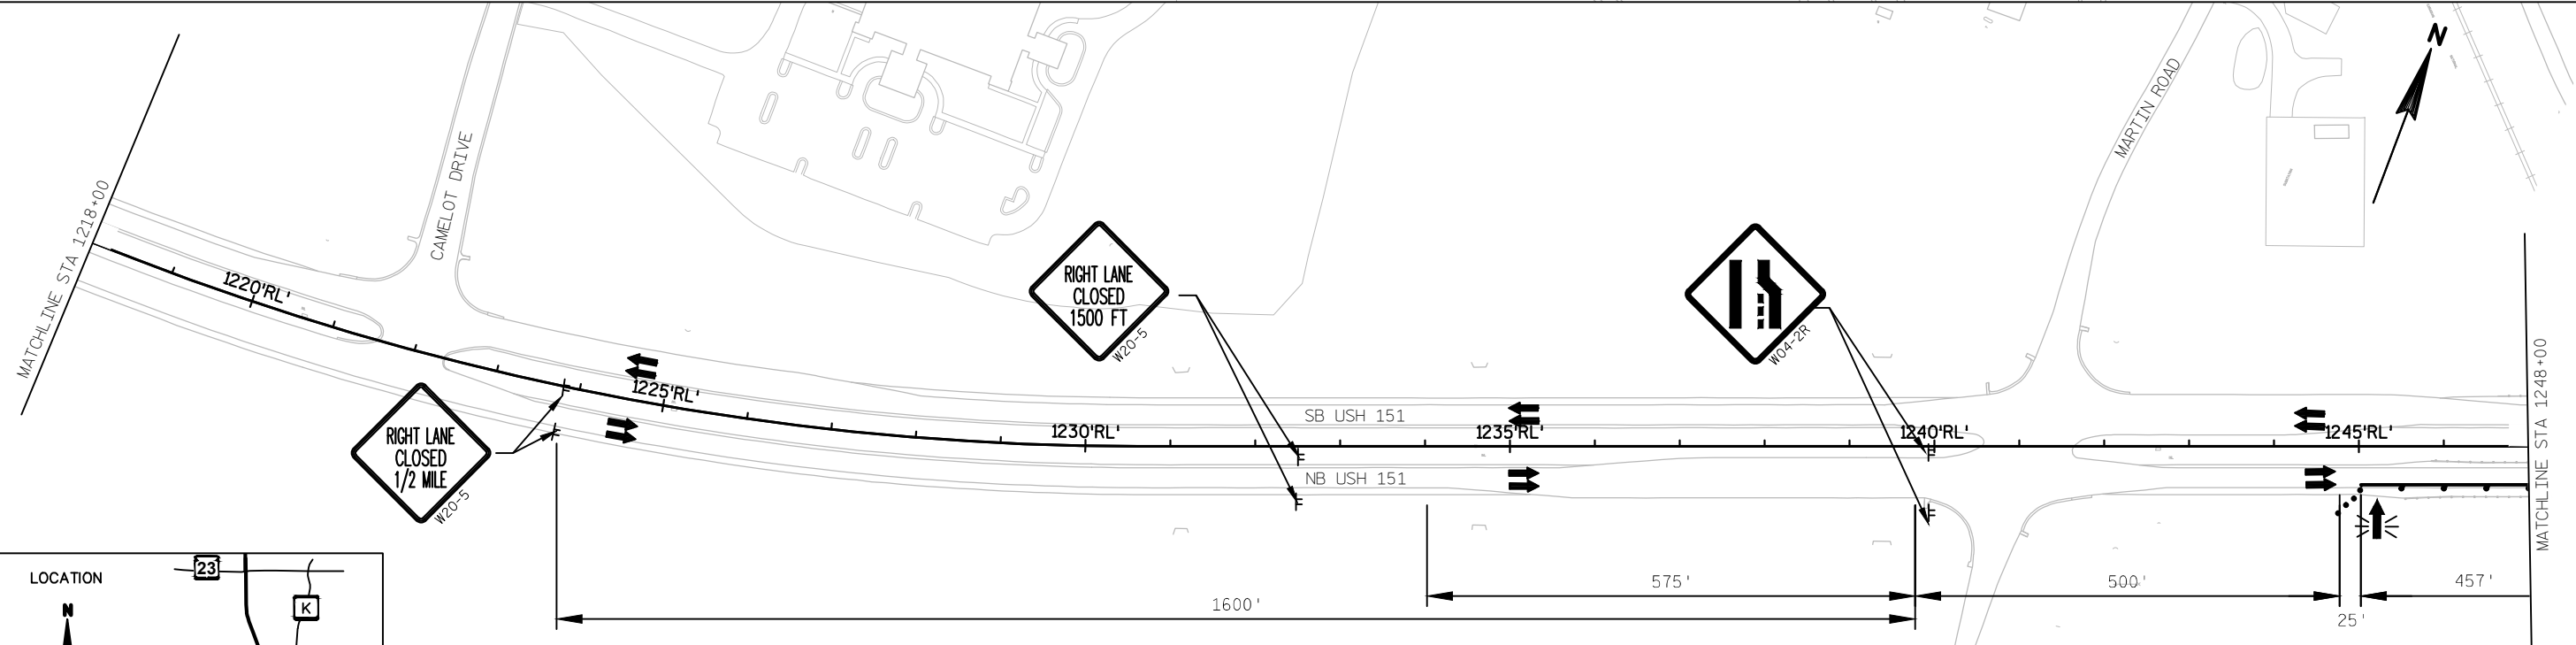 N
MARTIN ROAD
CAMELOT DRIVE
MATCHLINE STA 1218+00
1220'RL'
RIGHT LANE
CLOSED
1500 FT
W20-5
W04-2R
MATCHLINE STA 1248+00
1225'RL'
RIGHT LANE
CLOSED
1/2 MILE
W20-5
SB USH 151
1230'RL'
1235'RL'
1240'RL'
1245'RL'
NB USH 151
575'
500'
457'
1600'
25'
LOCATION
23
K
N